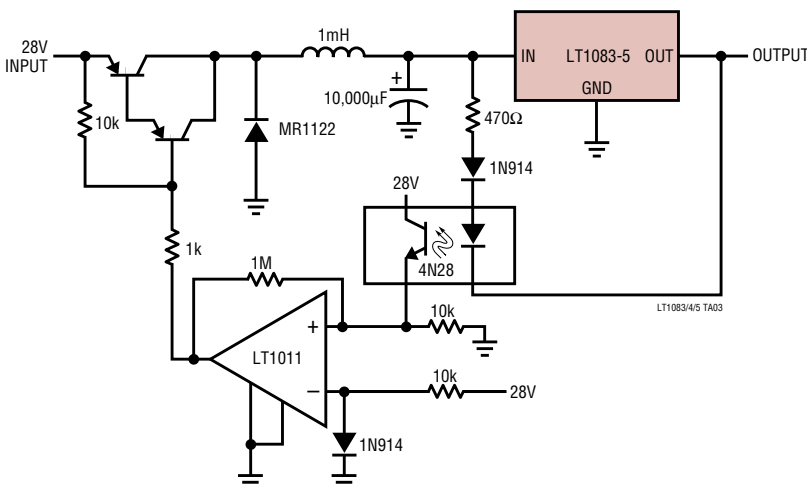 1mH
28V
INPUT
IN
LT1083-5
OUT
OUTPUT
GND
+
10,000µF
10k
470Ω
MR1122
1N914
28V
1k
4N28
1M
LT1083/4/5 TA03
10k
+
LT1011
10k
–
28V
1N914